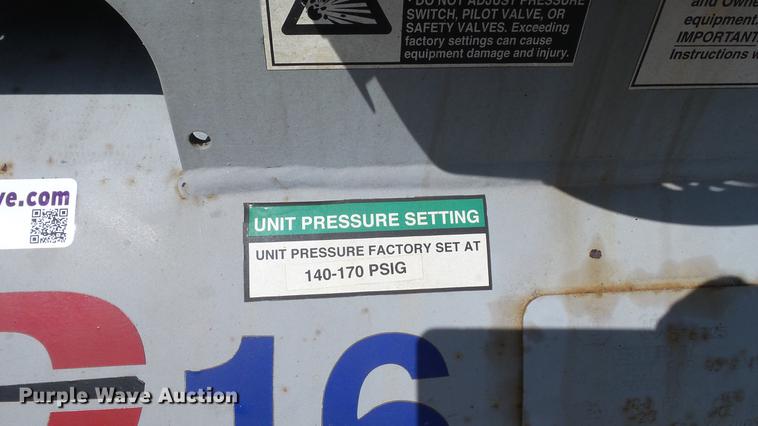 • DO NOT ADJUST PRESSURE
SWITCH, PILOT VALVE, OR
SAFETY VALVES. Exceeding
factory settings can cause
equipment damage and injury.
and
equipment.
IMPORTANT
Instructions
ve.com
UNIT PRESSURE SETTING
UNIT PRESSURE FACTORY SET AT
140-170 PSIG
16
Purple Wave Auction